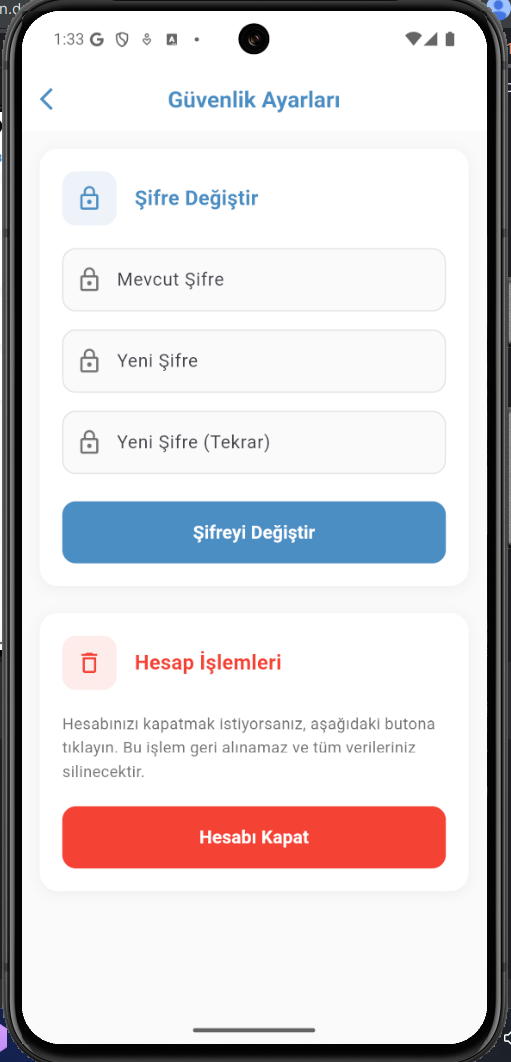 n.d
1:33
Güvenlik Ayarları
Şifre Değiştir
Mevcut Şifre
Yeni Şifre
Yeni Şifre (Tekrar)
Şifreyi Değiştir
Hesap İşlemleri
Hesabınızı kapatmak istiyorsanız, aşağıdaki butona
tıklayın. Bu işlem geri alınamaz ve tüm verileriniz
silinecektir.
Hesabı Kapat